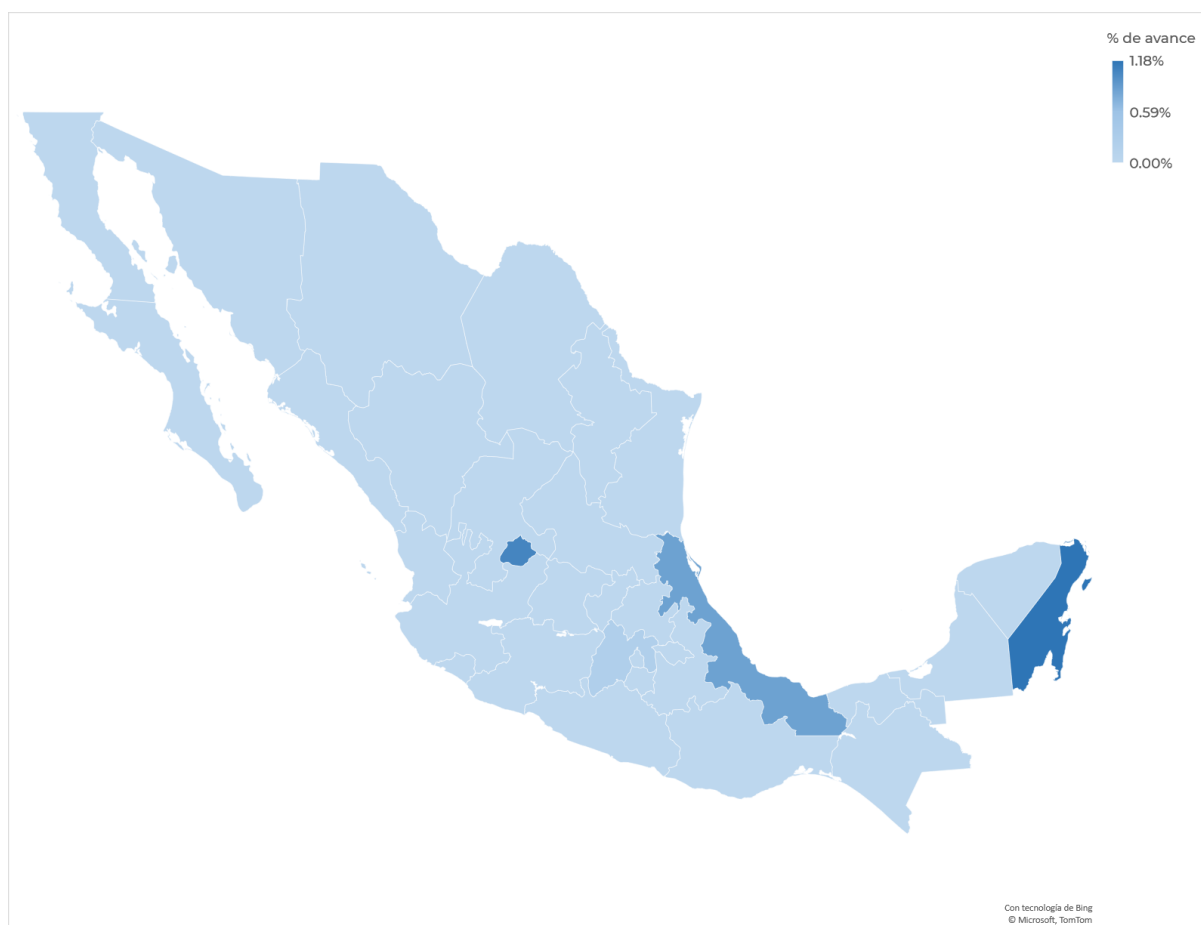 % de avance
1.18%
0.59%
0.00%
Con tecnología de Bing
© Microsoft, TomTom